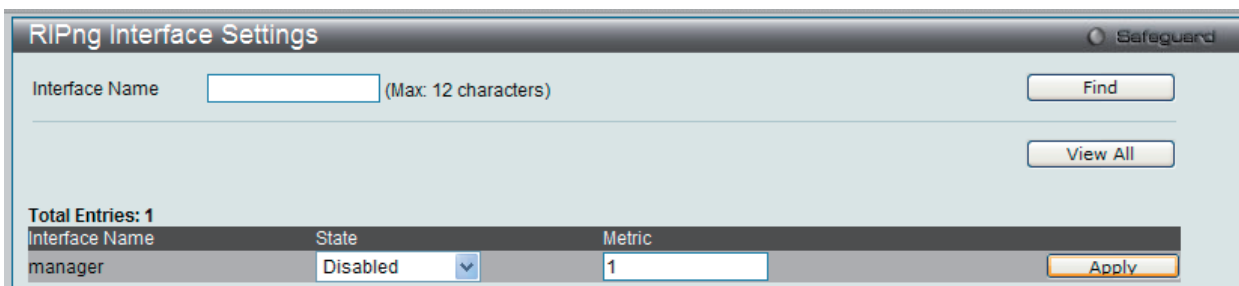 RIPng Interface Settings
Safeguard
Interface Name (Max: 12 characters) Find
View All
Total Entries: 1
Interface Name State Metric
manager Disabled 1 Apply